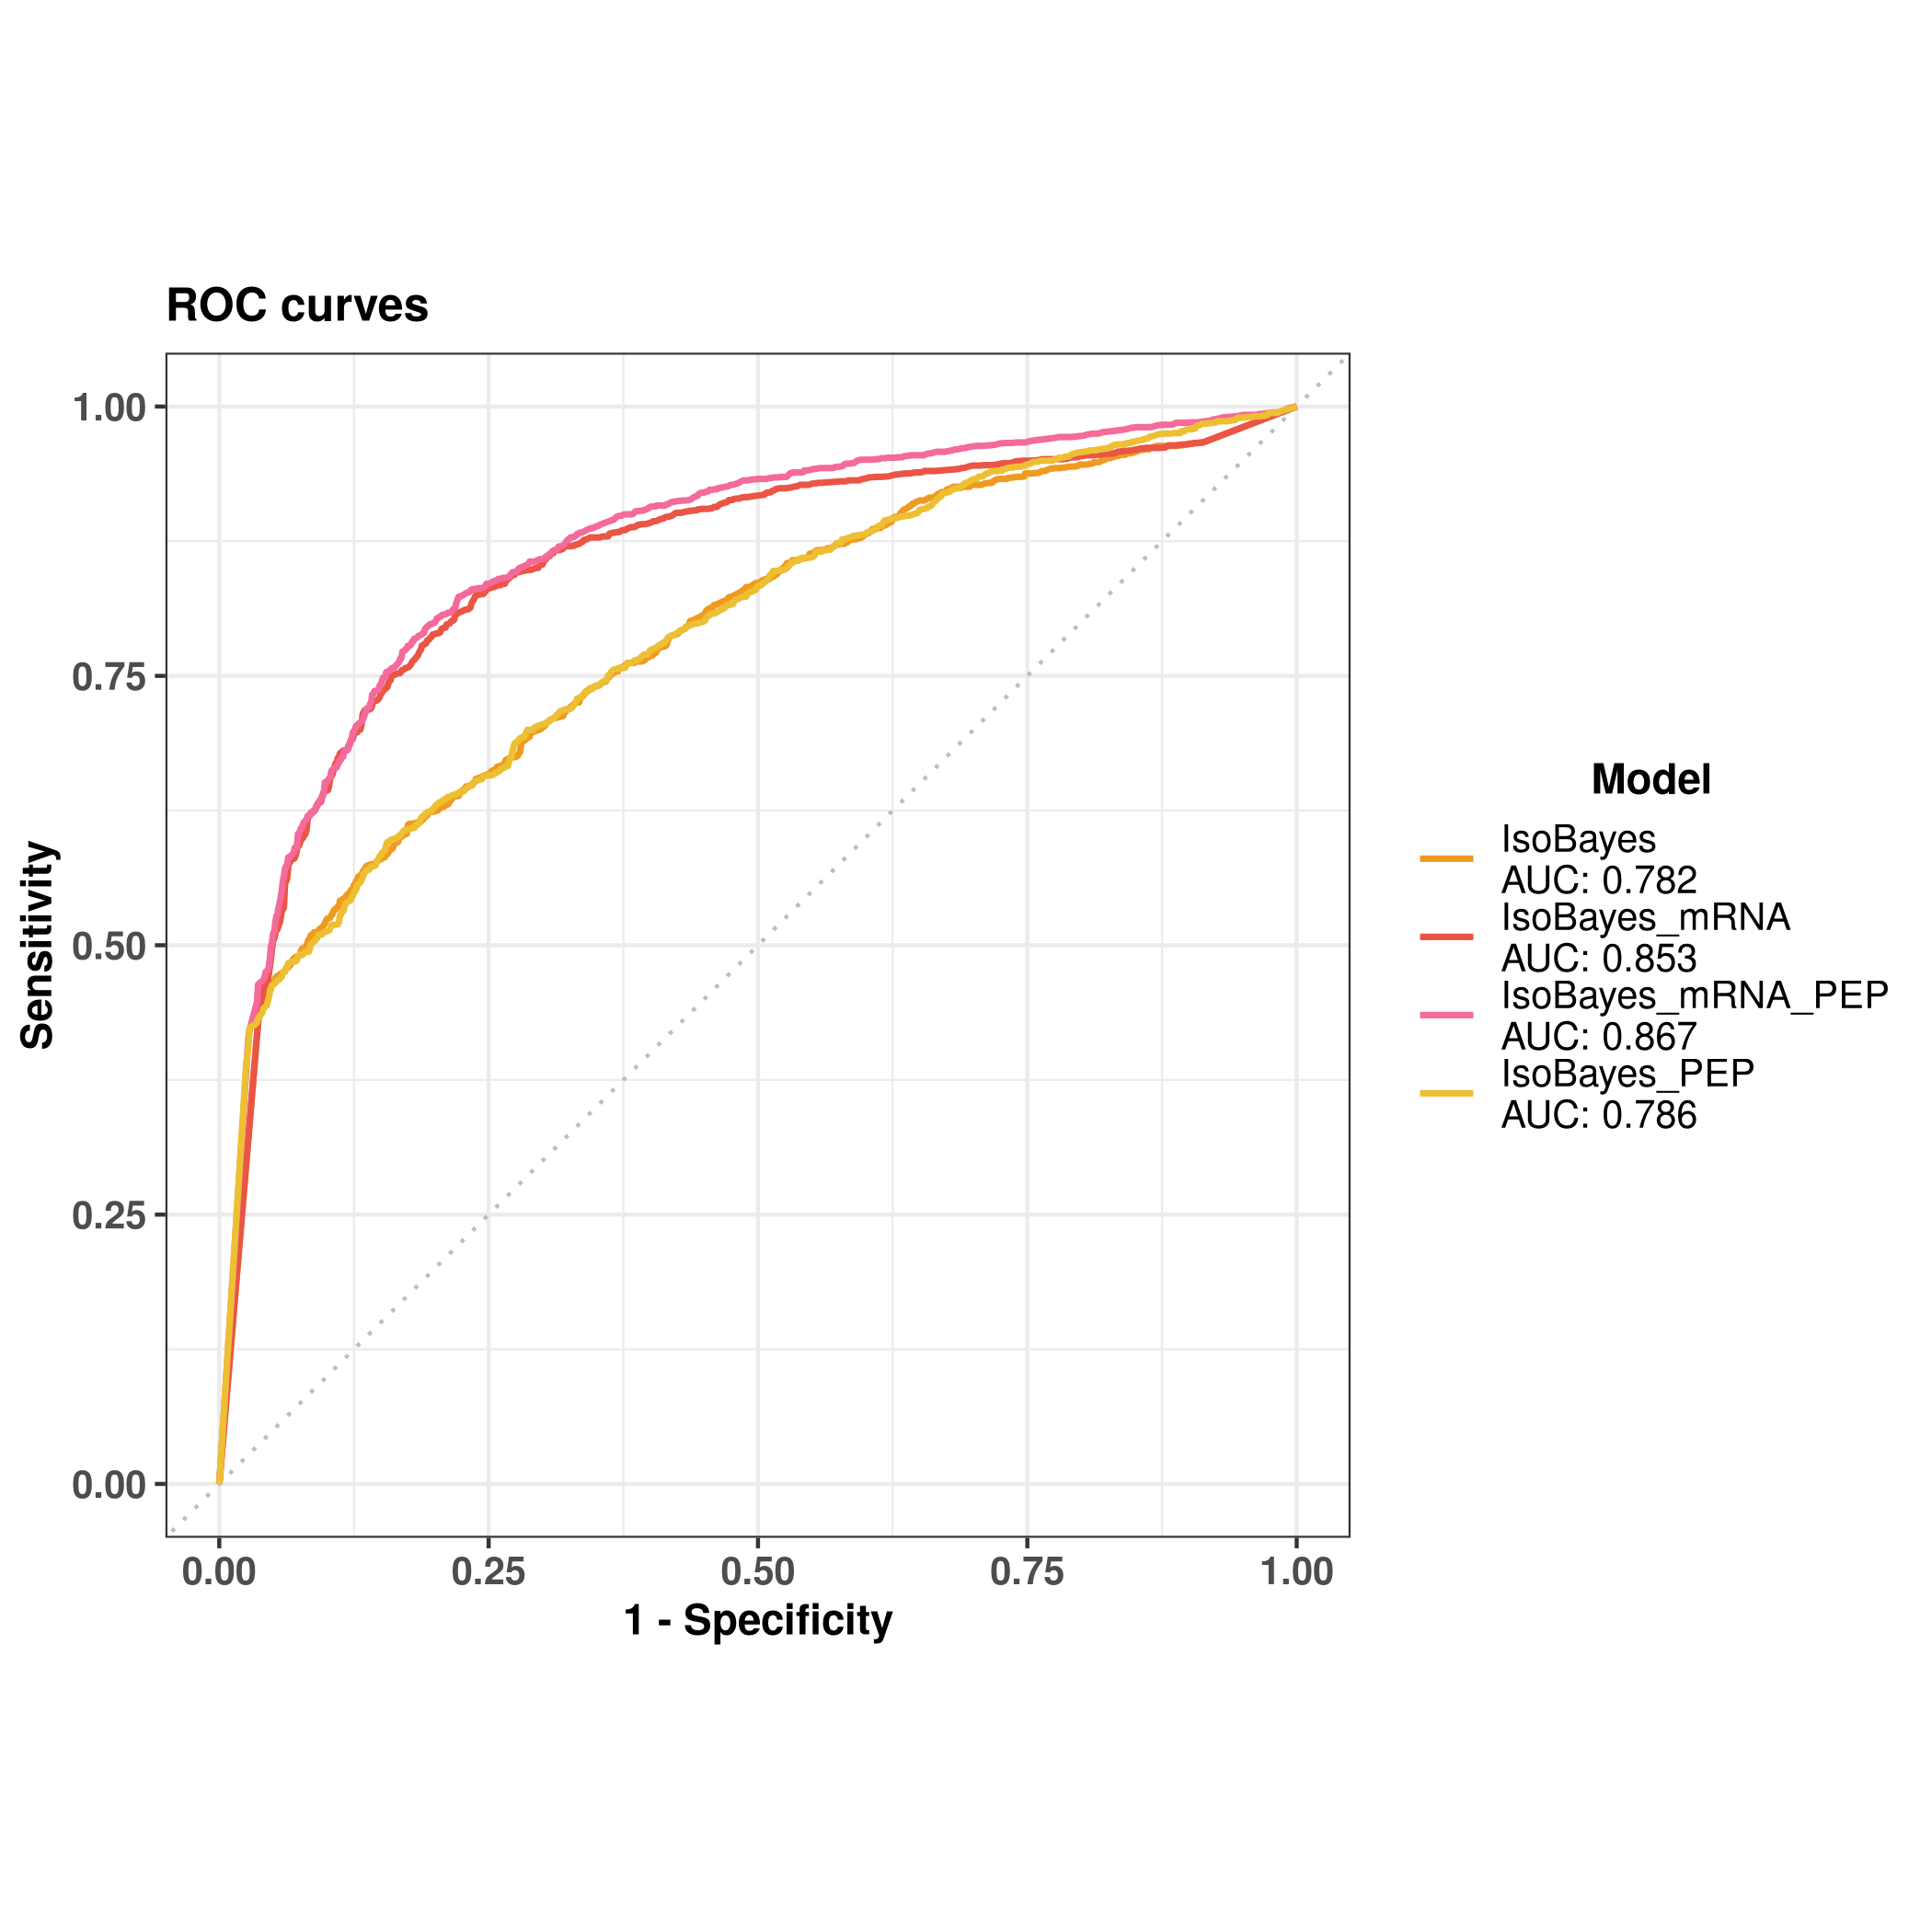 ROC curves
1.00
0.75
0.50
0.25
0.00
Sensitivity
0.00 0.25 0.50 0.75 1.00
1 - Specificity
Model
IsoBayes
AUC: 0.782
IsoBayes_mRNA
AUC: 0.853
IsoBayes_mRNA_PEP
AUC: 0.867
IsoBayes_PEP
AUC: 0.786